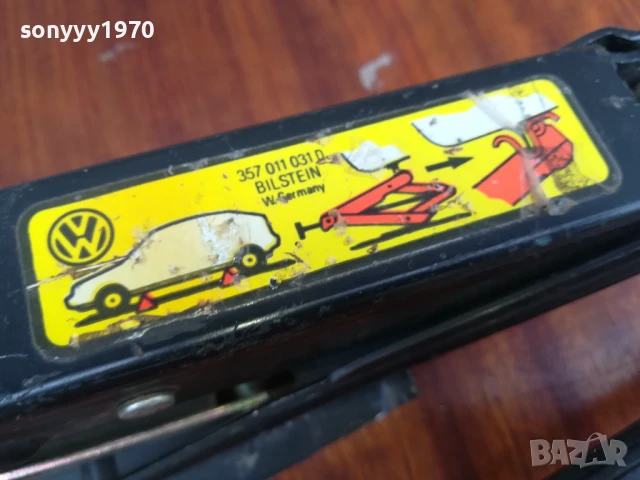 sonyyy1970
357 011 031 D
BILSTEIN
W.Germany
VW
BAZAR